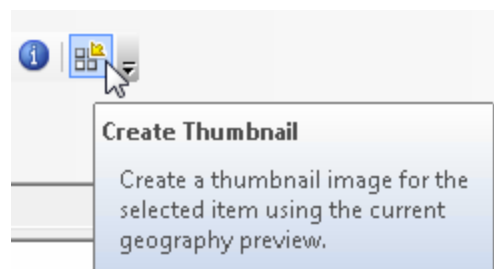 Create Thumbnail
Create a thumbnail image for the
selected item using the current
geography preview.